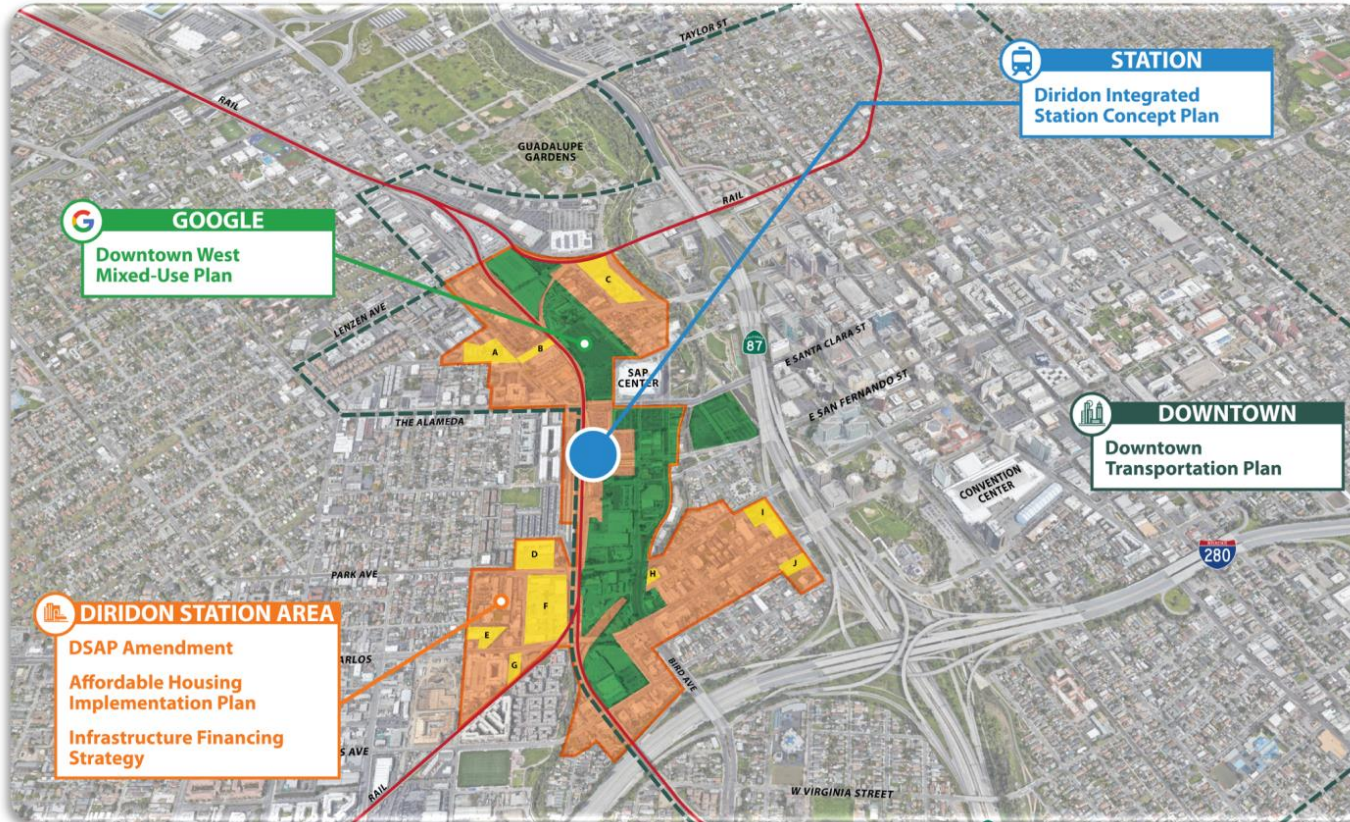 TAYLOR ST
STATION
Diridon Integrated
Station Concept Plan
RAIL
GUADALUPE
GARDENS
RAIL
GOOGLE
Downtown West
Mixed-Use Plan
C
LENZEN AVE
87
E SANTA CLARA ST
A
B
SAP
CENTER
E SAN FERNANDO ST
THE ALAMEDA
DOWNTOWN
Downtown
Transportation Plan
CONVENTION
CENTER
I
D
J
280
PARK AVE
H
F
DIRIDON STATION AREA
E
DSAP Amendment
ARLOS
G
BIRD AVE
Affordable Housing
Implementation Plan
Infrastructure Financing
Strategy
S AVE
RAIL
W VIRGINIA STREET